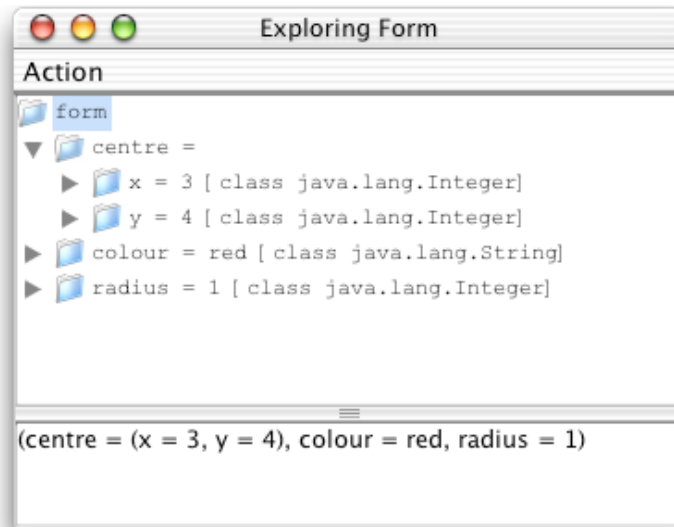 Exploring Form
Action
form
centre =
x = 3 [ class java.lang.Integer]
y = 4 [ class java.lang.Integer]
colour = red [ class java.lang.String]
radius = 1 [ class java.lang.Integer]
(centre = (x = 3, y = 4), colour = red, radius = 1)